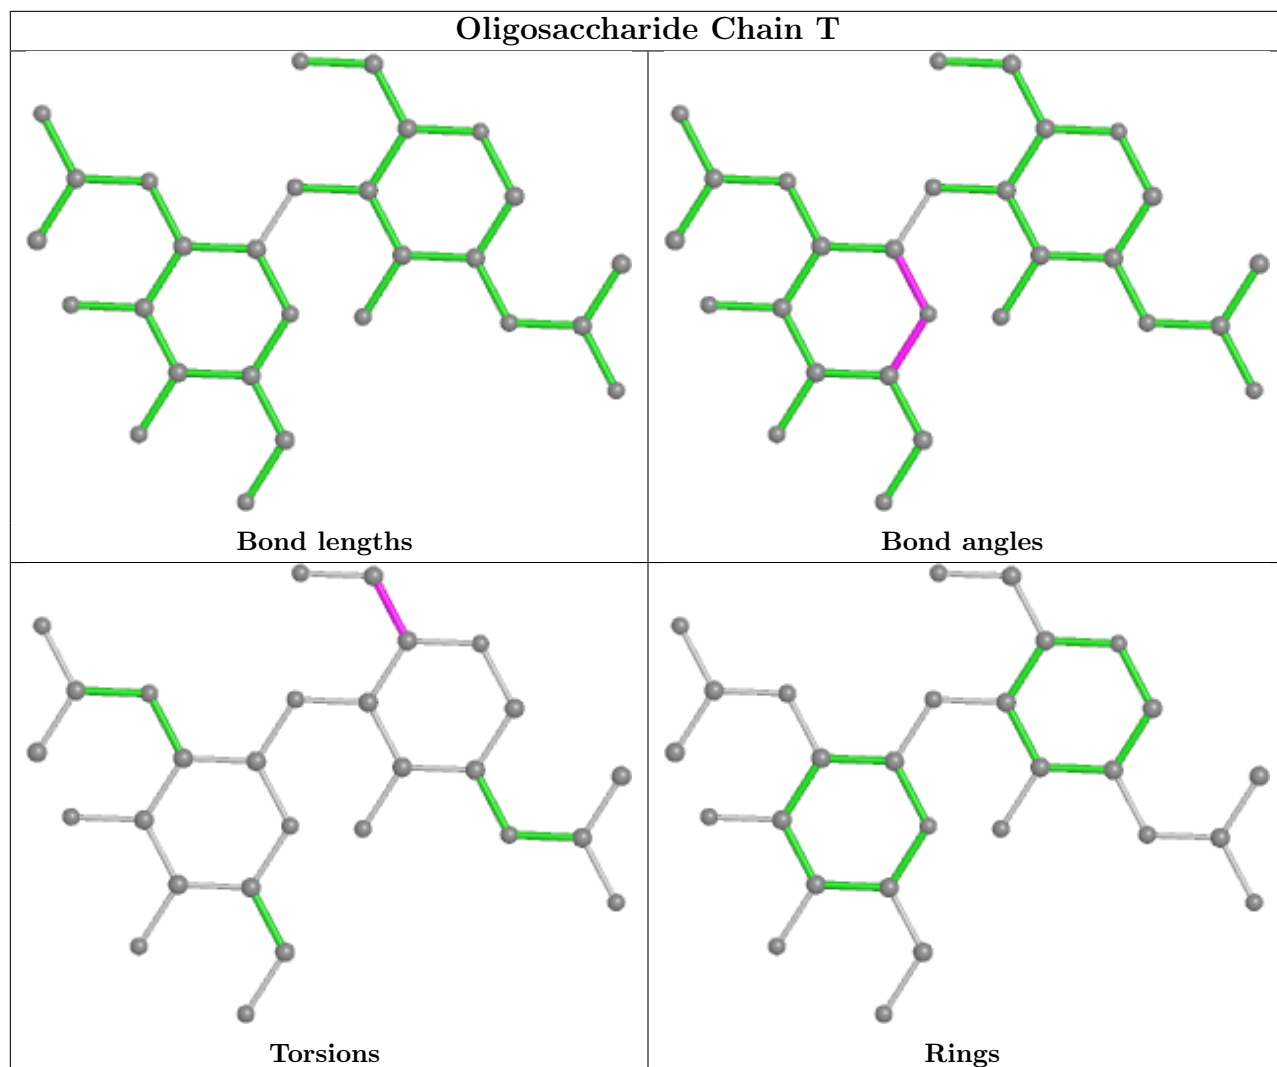 Oligosaccharide Chain T
Bond lengths
Bond angles
Torsions
Rings